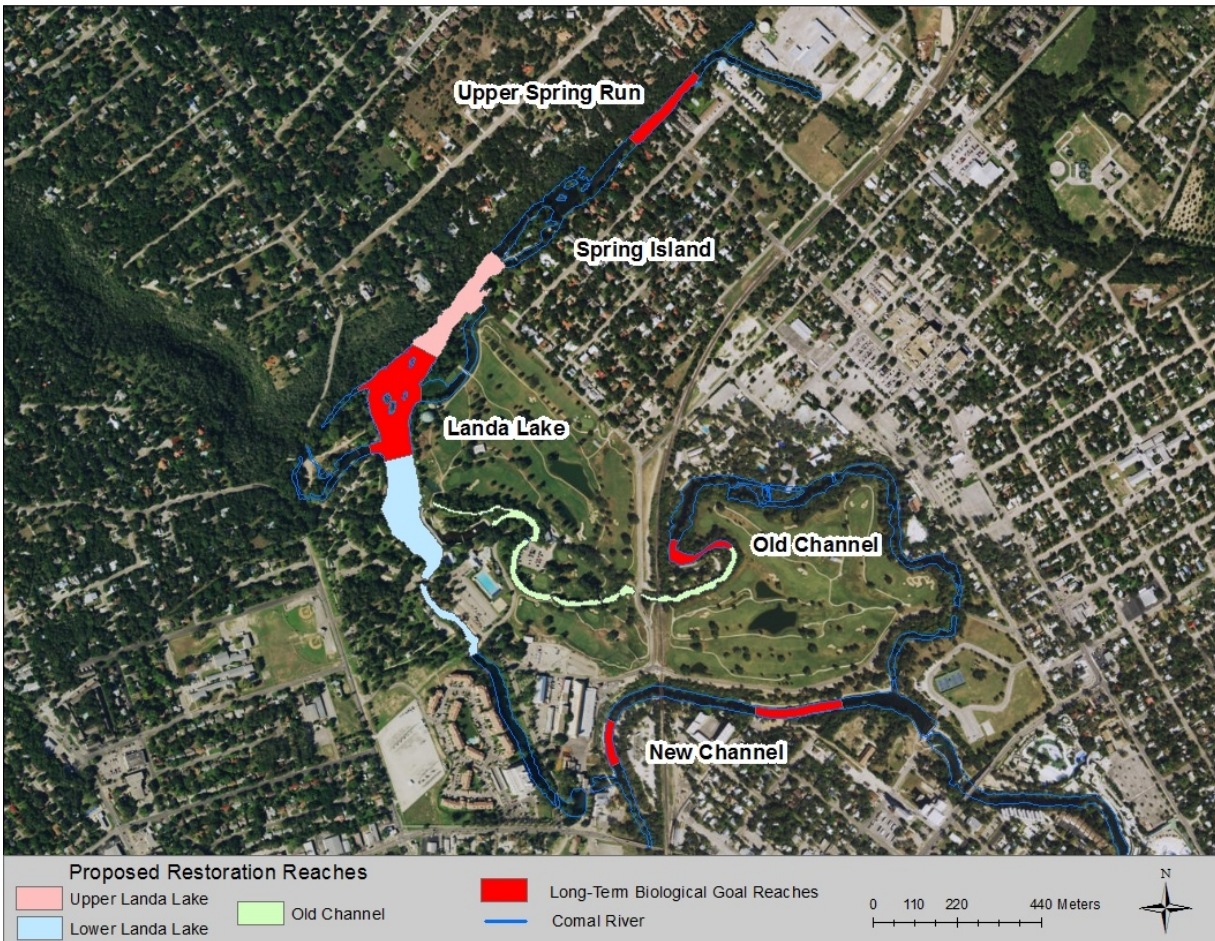 Upper Spring Run
Spring Island
Landa Lake
Old Channel
New Channel
Proposed Restoration Reaches
Upper Landa Lake
Lower Landa Lake
Old Channel
Long-Term Biological Goal Reaches
Comal River
0 110 220 440 Meters
N